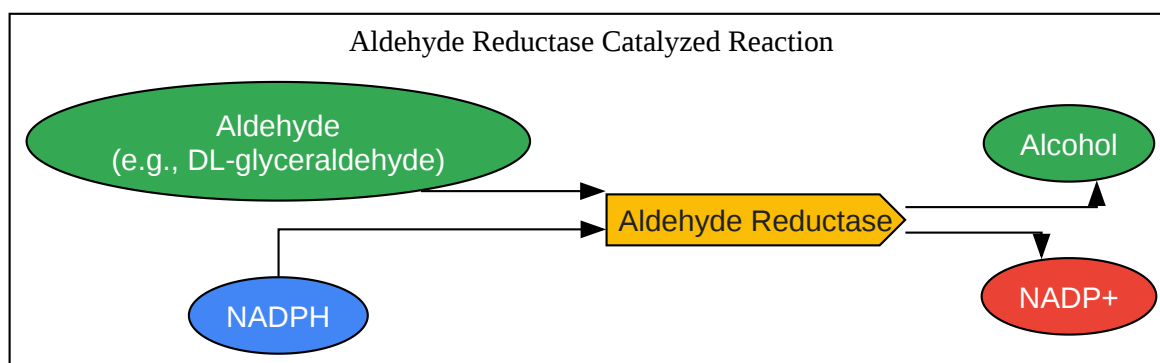 Aldehyde Reductase Catalyzed Reaction
Aldehyde
(e.g., DL-glyceraldehyde)
Alcohol
Aldehyde Reductase
NADPH
NADP+